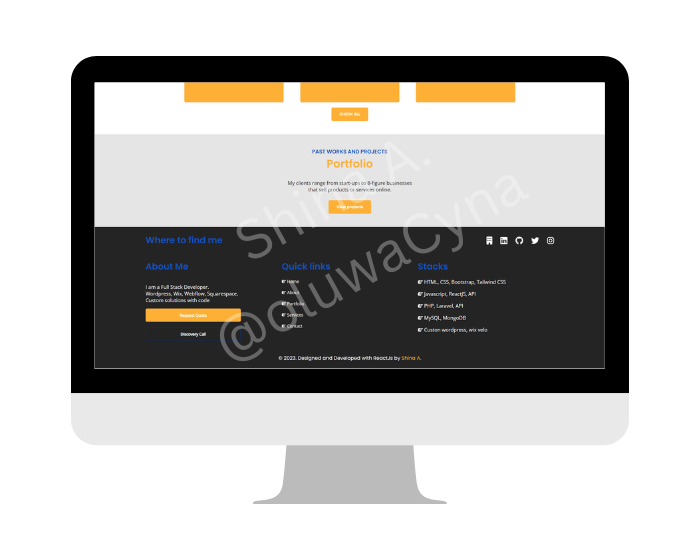 SHOW ALL
PAST WORKS AND PROJECTS
Portfolio
My clients range from start-ups to 8-figure businesses
that sell products or services online.
View projects
Where to find me
About Me
I am a Full Stack Developer.
Wordpress, Wix, Webflow, Squarespace.
Custom solutions with code
Request Quote
Discovery Call
Quick links
Home
About
Portfolio
Services
Contact
Stacks
HTML, CSS, Bootstrap, Tailwind CSS
Javascript, ReactJS, API
PHP, Laravel, API
MySQL, MongoDB
Custon wordpress, wix velo
© 2023. Designed and Developed with ReactJs by Shina A.
Shina A.
@oluwaCyna